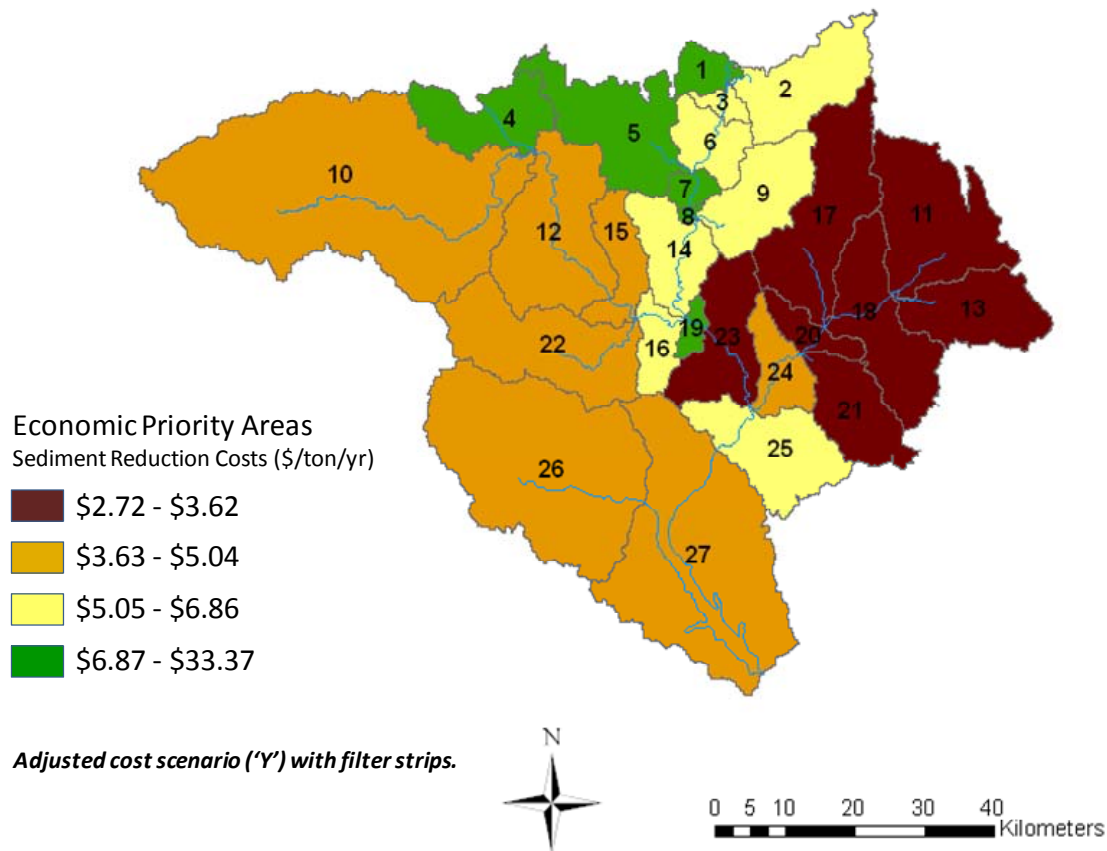 1
2
3
4
5
6
7
8
9
10
11
12
13
14
15
16
17
18
19
20
21
22
23
24
25
26
27
Economic Priority Areas
Sediment Reduction Costs ($/ton/yr)
$2.72 - $3.62
$3.63 - $5.04
$5.05 - $6.86
$6.87 - $33.37
Adjusted cost scenario (‘Y’) with filter strips.
N
0 5 10 20 30 40
Kilometers